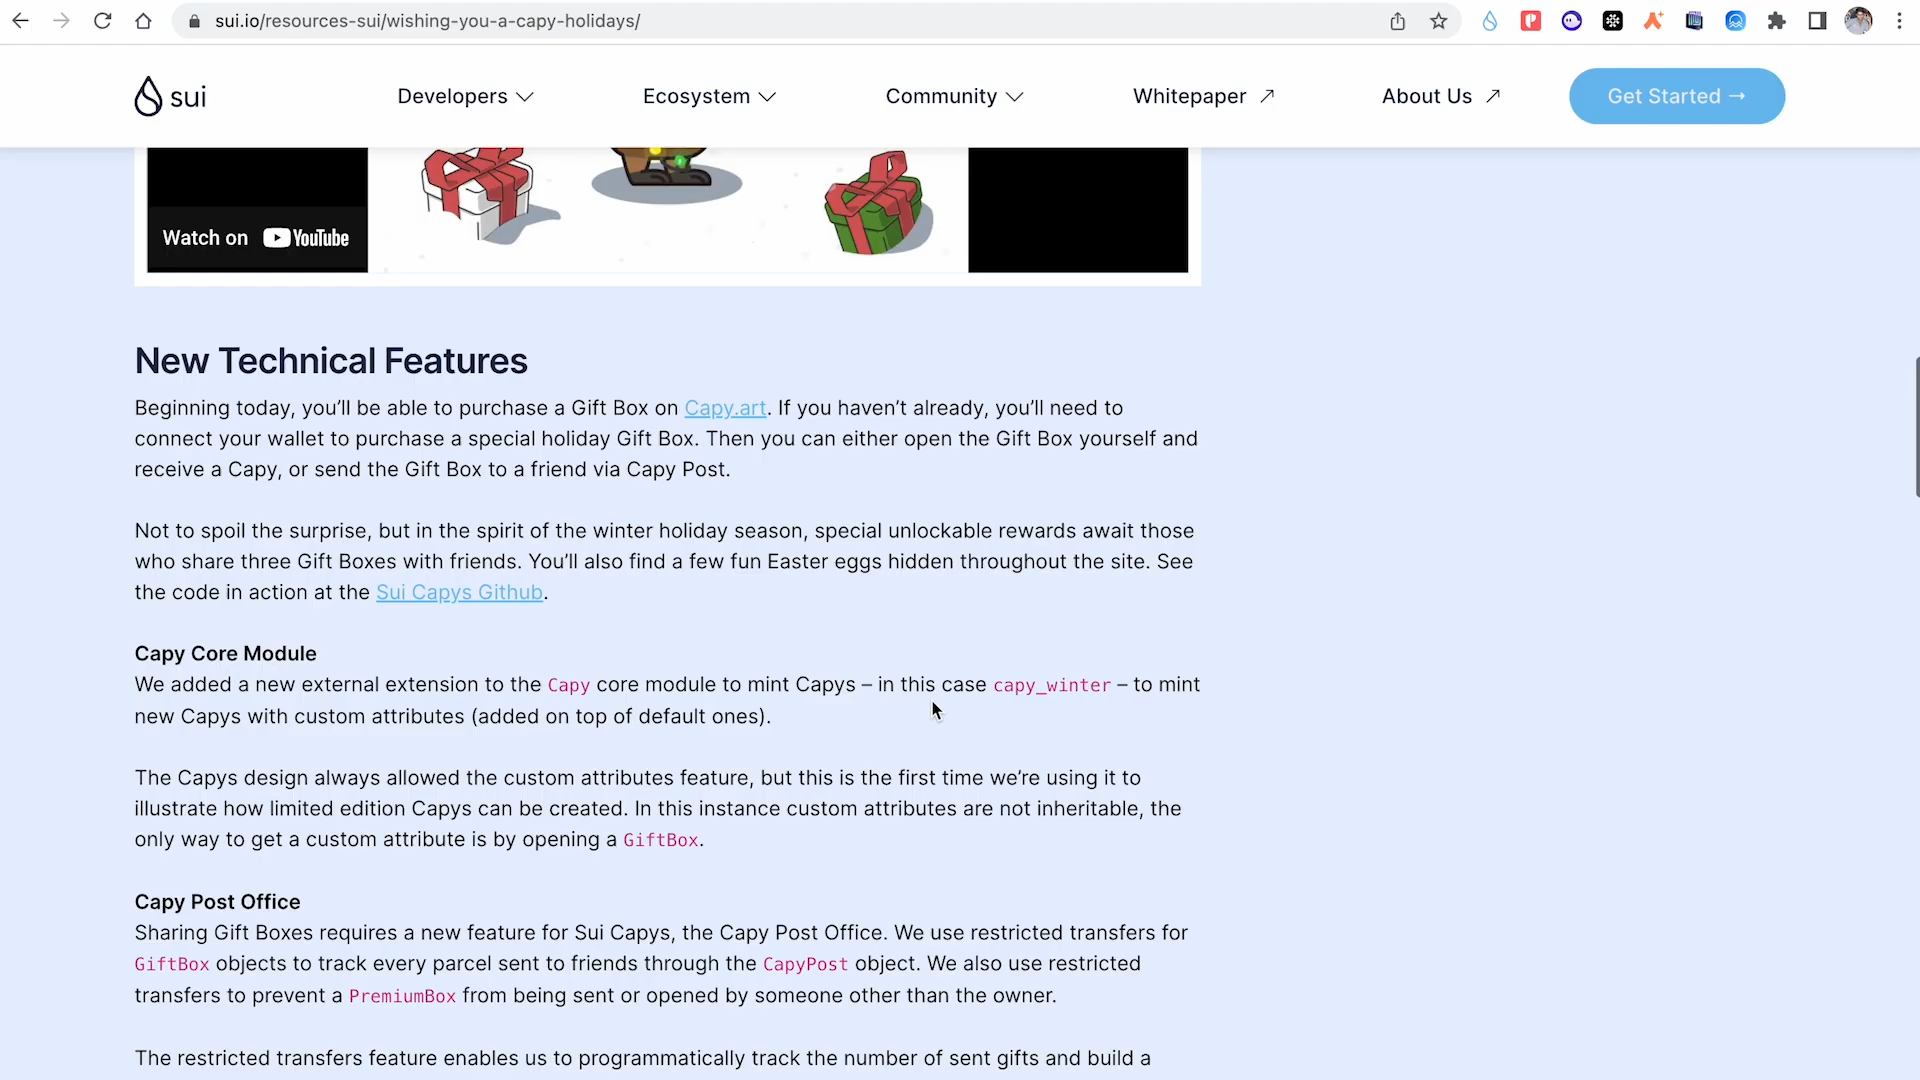 sui.io/resources-sui/wishing-you-a-capy-holidays/
sui
Developers
Ecosystem
Community
Whitepaper ↗
About Us ↗
Get Started →
Watch on YouTube
New Technical Features
Beginning today, you’ll be able to purchase a Gift Box on Capy.art. If you haven’t already, you’ll need to
connect your wallet to purchase a special holiday Gift Box. Then you can either open the Gift Box yourself and
receive a Capy, or send the Gift Box to a friend via Capy Post.
Not to spoil the surprise, but in the spirit of the winter holiday season, special unlockable rewards await those
who share three Gift Boxes with friends. You’ll also find a few fun Easter eggs hidden throughout the site. See
the code in action at the Sui Capys Github.
Capy Core Module
We added a new external extension to the Capy core module to mint Capys – in this case capy_winter – to mint
new Capys with custom attributes (added on top of default ones).
The Capys design always allowed the custom attributes feature, but this is the first time we’re using it to
illustrate how limited edition Capys can be created. In this instance custom attributes are not inheritable, the
only way to get a custom attribute is by opening a GiftBox.
Capy Post Office
Sharing Gift Boxes requires a new feature for Sui Capys, the Capy Post Office. We use restricted transfers for
GiftBox objects to track every parcel sent to friends through the CapyPost object. We also use restricted
transfers to prevent a PremiumBox from being sent or opened by someone other than the owner.
The restricted transfers feature enables us to programmatically track the number of sent gifts and build a